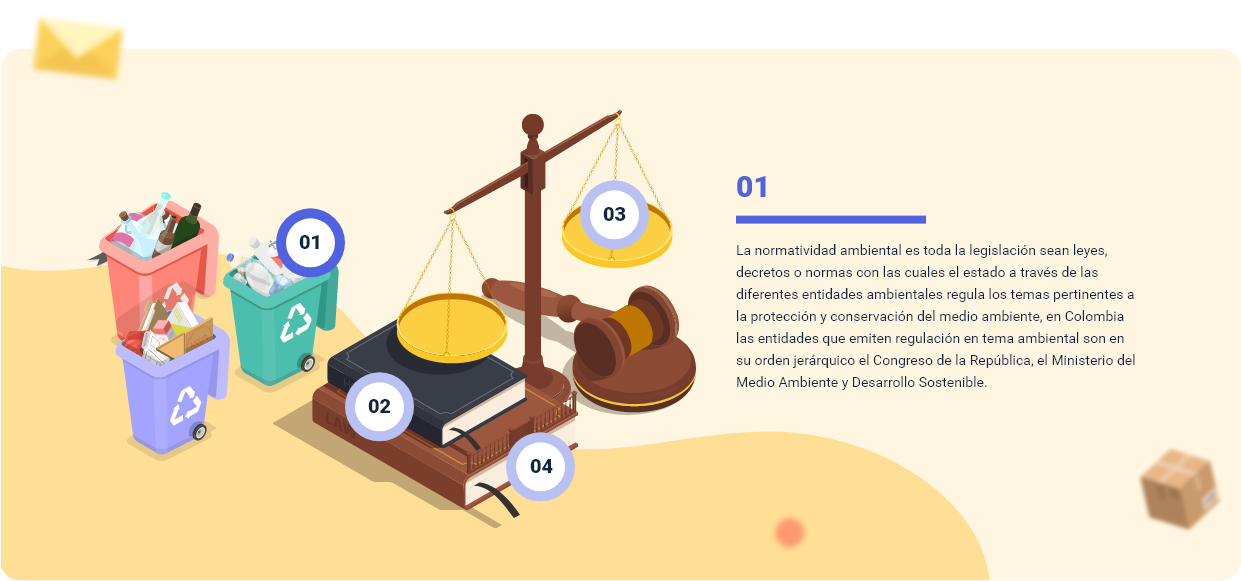 03
01
01
La normatividad ambiental es toda la legislación sean leyes,
decretos o normas con las cuales el estado a través de las
diferentes entidades ambientales regula los temas pertinentes a
la protección y conservación del medio ambiente, en Colombia
las entidades que emiten regulación en tema ambiental son en
su orden jerárquico el Congreso de la República, el Ministerio del
Medio Ambiente y Desarrollo Sostenible.
02
LAW
04